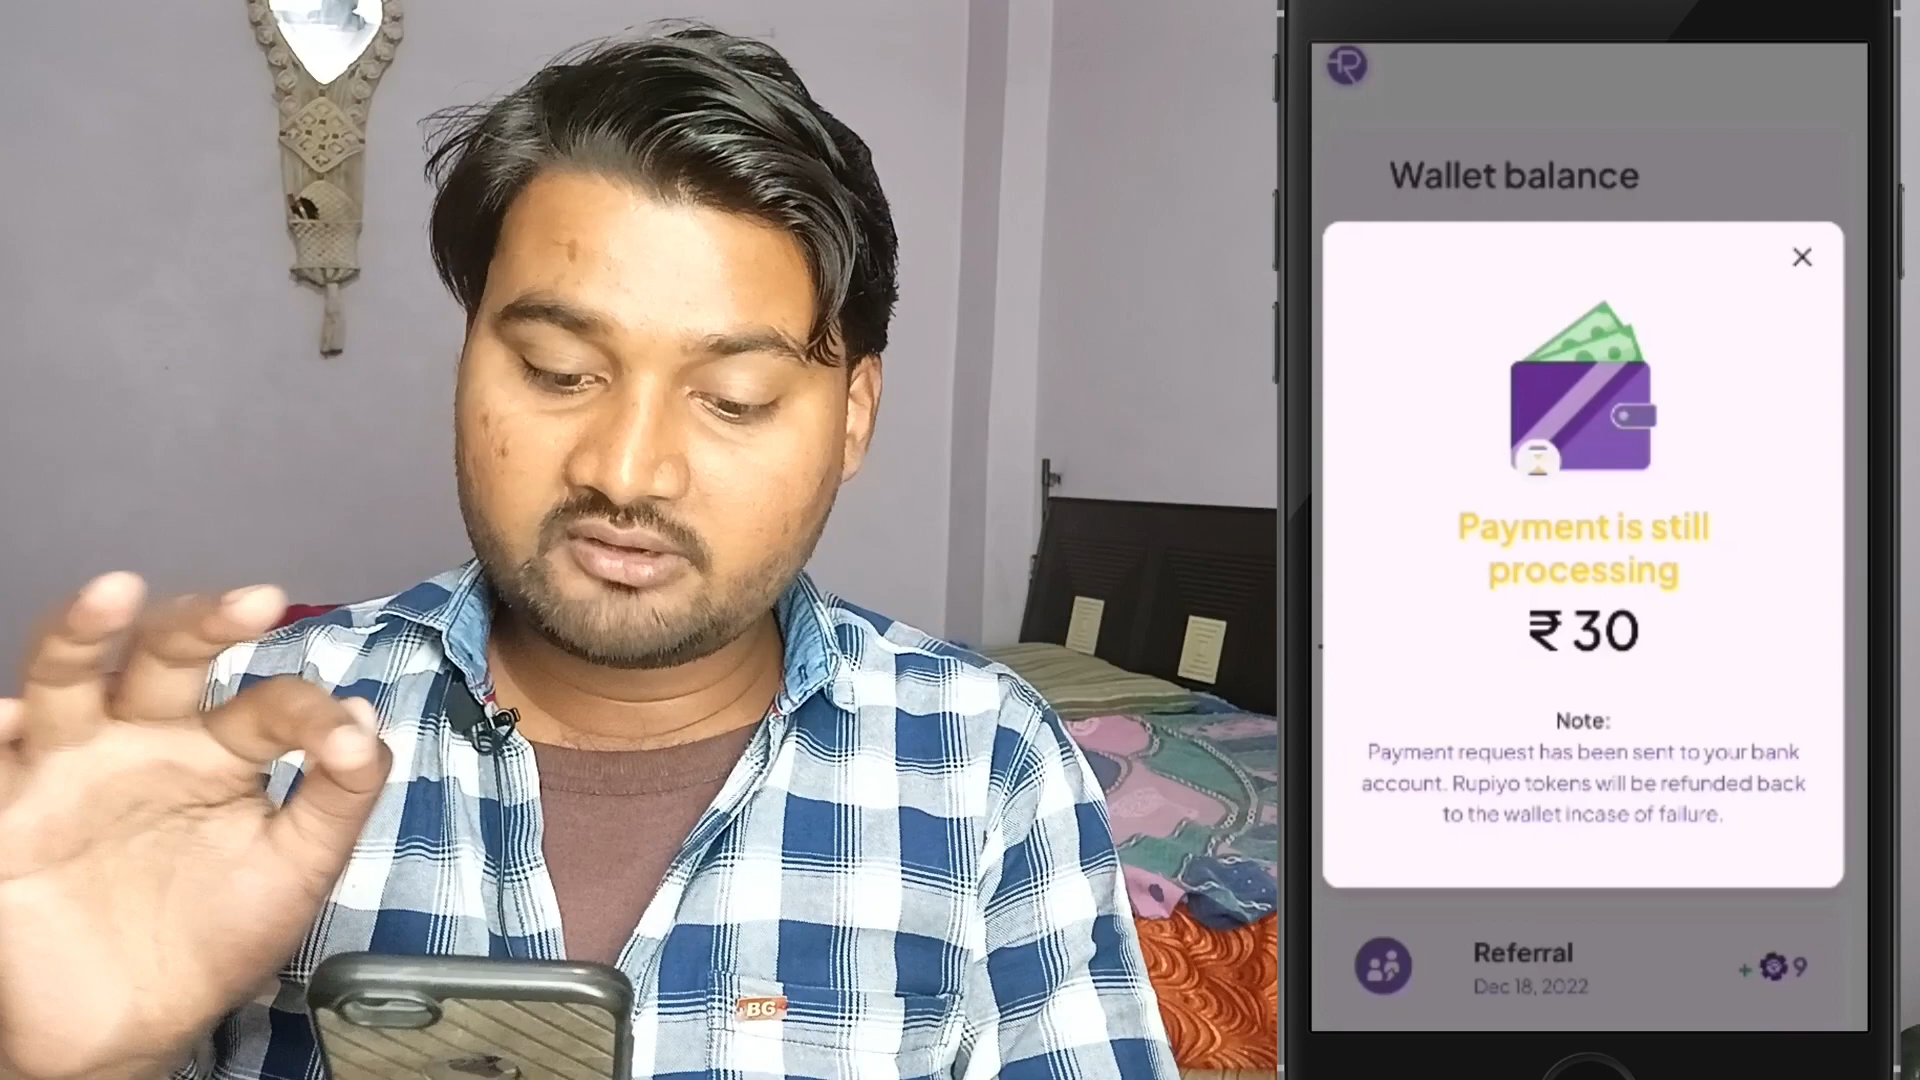 Wallet balance
Payment is still
processing
₹ 30
Note:
Payment request has been sent to your bank
account. Rupiyo tokens will be refunded back
to the wallet incase of failure.
Referral
Dec 18, 2022
+ 9
BG